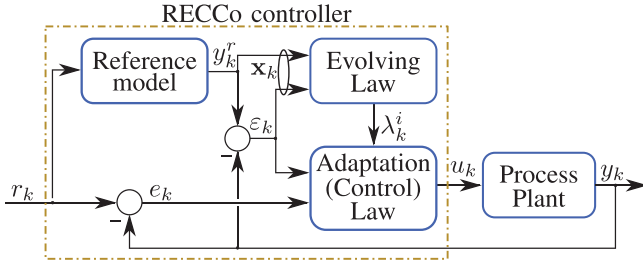 RECCo controller
Reference
model
y_k^r
x_k
Evolving
Law
ε_k
-
λ_k^i
Adaptation
(Control)
Law
u_k
Process
Plant
y_k
r_k
e_k
-